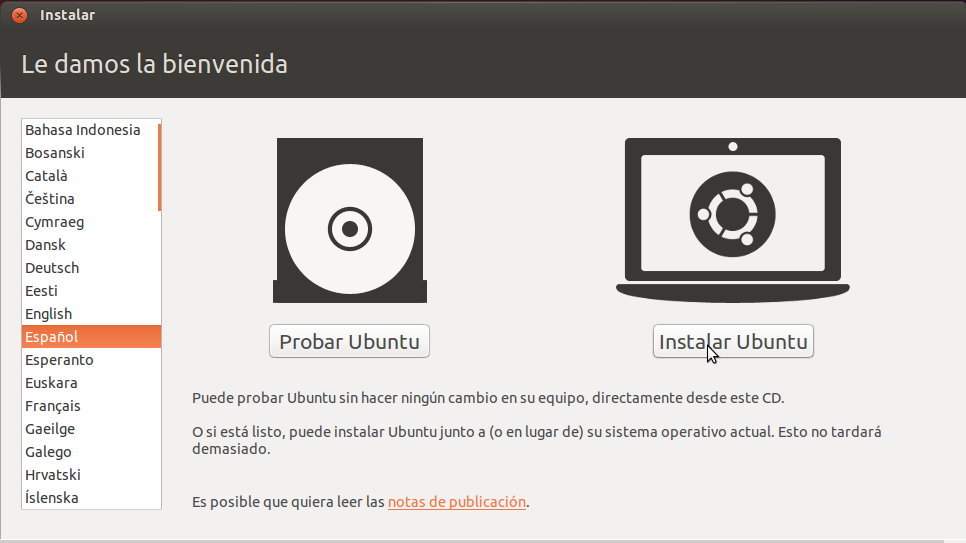 Instalar
Le damos la bienvenida
Bahasa Indonesia
Bosanski
Català
Čeština
Cymraeg
Dansk
Deutsch
Eesti
English
Español
Esperanto
Euskara
Français
Gaeilge
Galego
Hrvatski
Íslenska
Probar Ubuntu
Instalar Ubuntu
Puede probar Ubuntu sin hacer ningún cambio en su equipo, directamente desde este CD.
O si está listo, puede instalar Ubuntu junto a (o en lugar de) su sistema operativo actual. Esto no tardará
demasiado.
Es posible que quiera leer las notas de publicación.